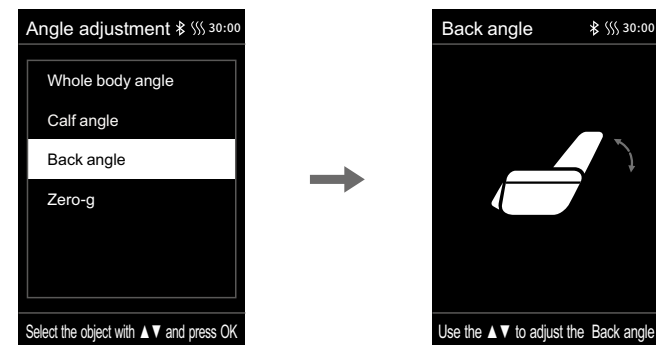 Angle adjustment 30:00
Whole body angle
Calf angle
Back angle
Zero-g
Select the object with ▲▼ and press OK
Back angle 30:00
Use the ▲▼ to adjust the Back angle